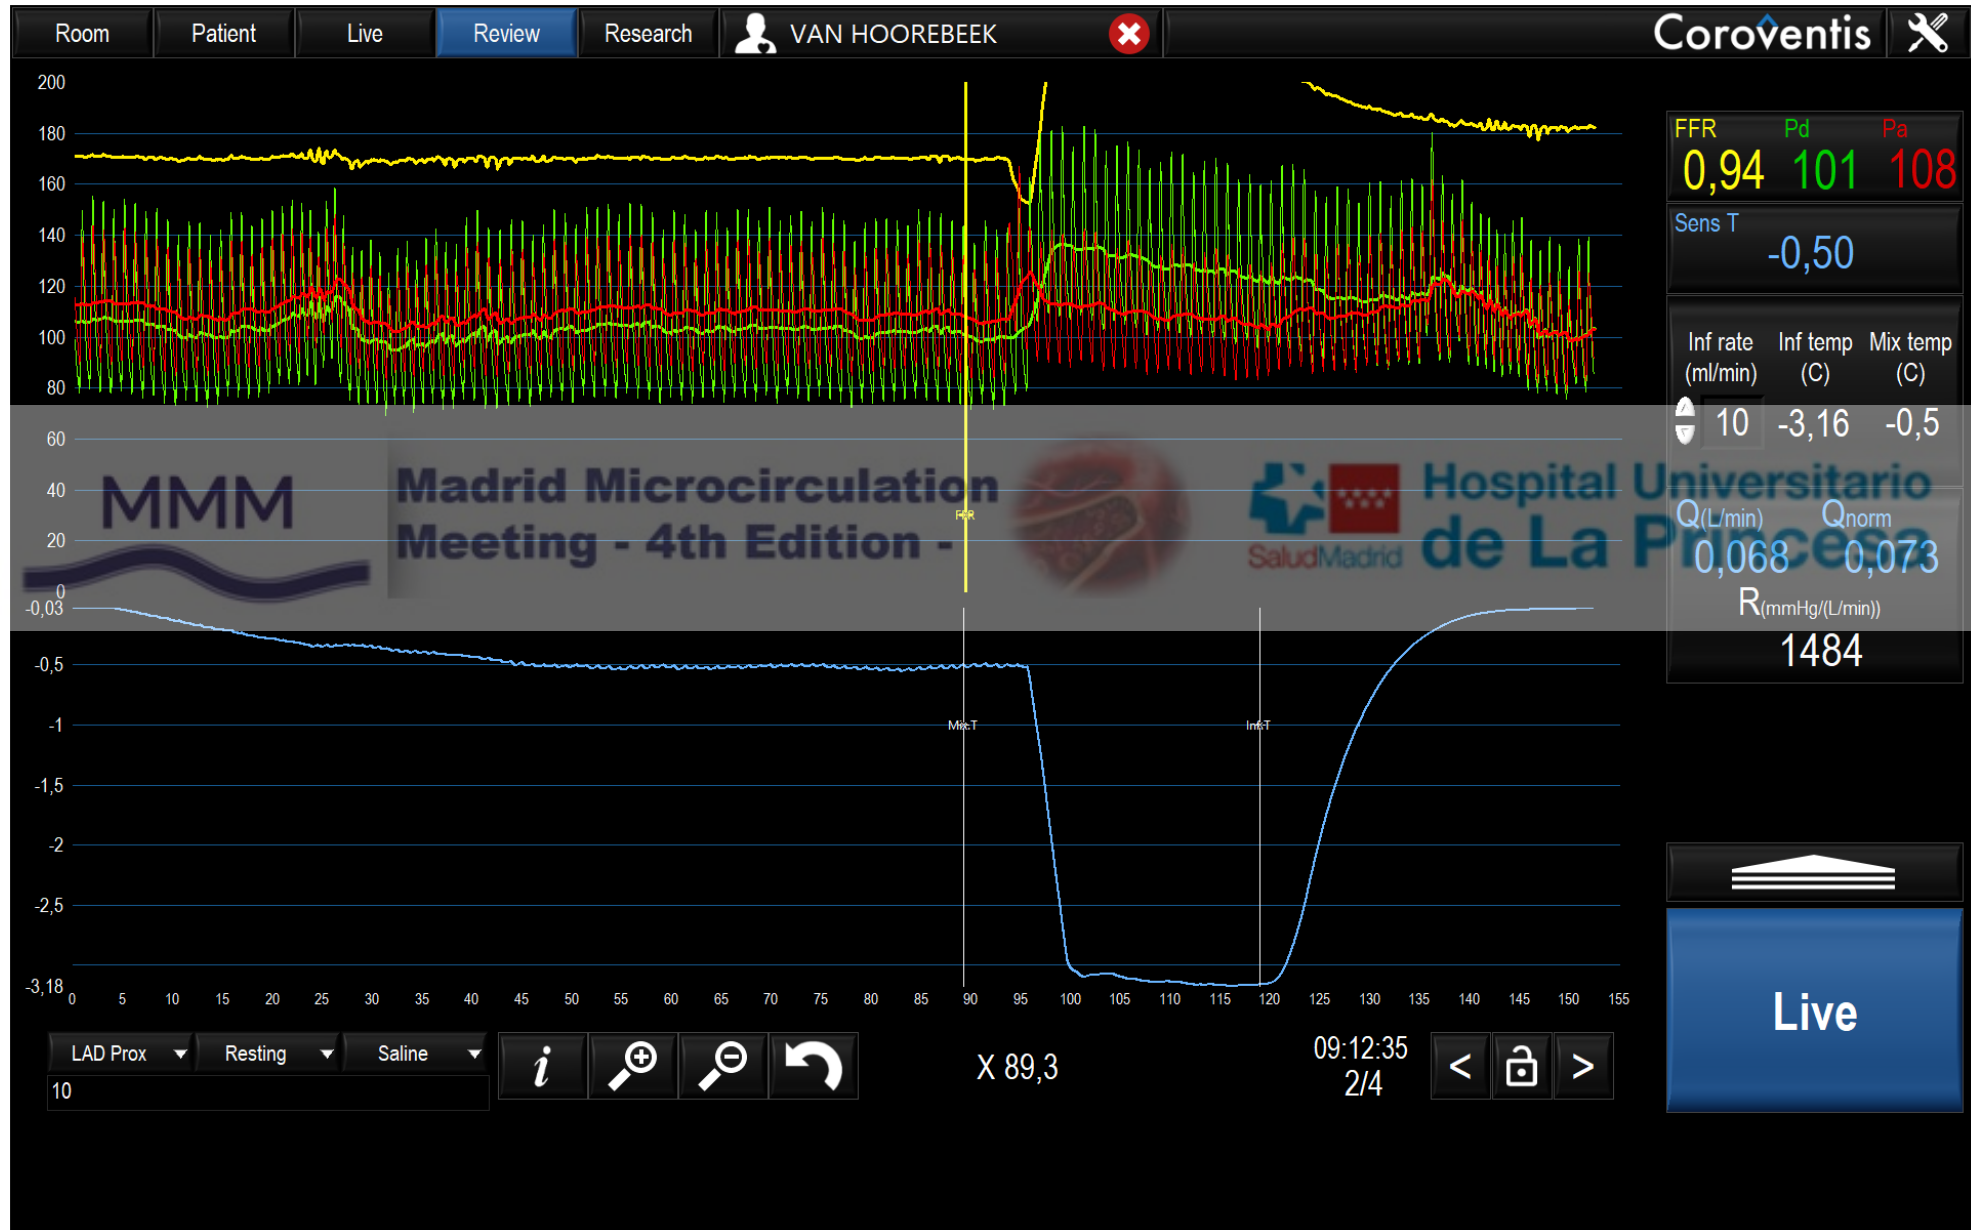 Room Patient Live Review Research VAN HOOREBEEK Coroventis
200
180
160
140
120
100
80
60
40
20
0
FFR Pd Pa
0,94 101 108
Sens T
-0,50
Inf rate Inf temp Mix temp
(ml/min) (C) (C)
10 -3,16 -0,5
Q(L/min) Qnorm
0,068 0,073
R(mmHg/(L/min))
1484
MMM
Madrid Microcirculation
Meeting - 4th Edition -
SaludMadrid
Hospital Universitario
de La Princesa
FFR
-0,03
-0,5
-1
-1,5
-2
-2,5
-3,18
Mix T Inf T
0 5 10 15 20 25 30 35 40 45 50 55 60 65 70 75 80 85 90 95 100 105 110 115 120 125 130 135 140 145 150 155
LAD Prox Resting Saline
10
i
X 89,3
09:12:35
2/4
< >
Live